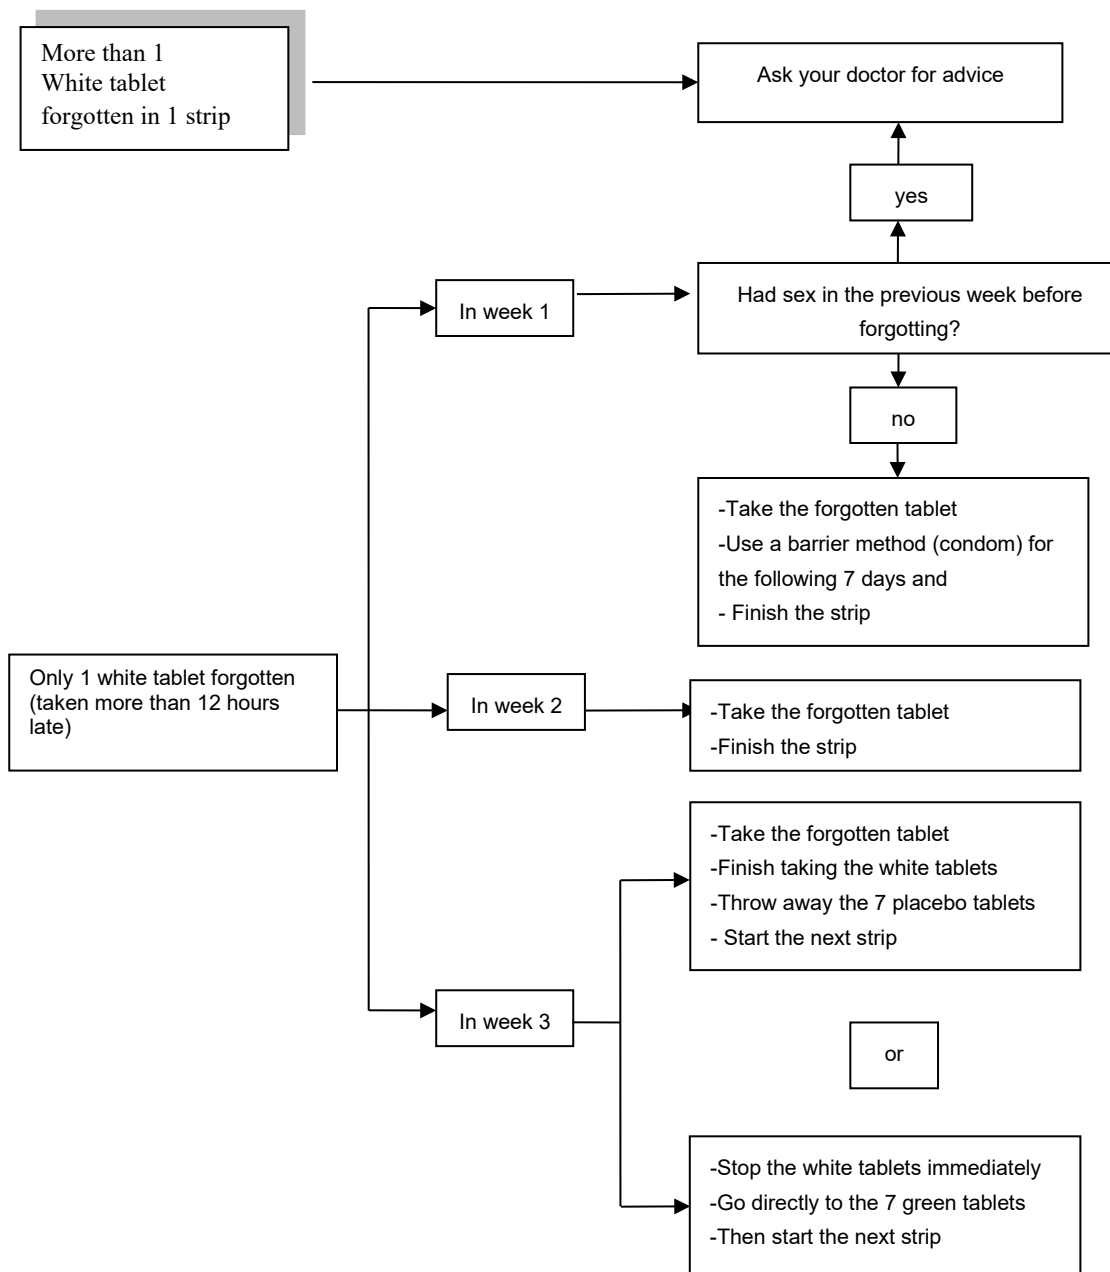 More than 1
White tablet
forgotten in 1 strip
Ask your doctor for advice
yes
In week 1
Had sex in the previous week before
forgotting?
no
-Take the forgotten tablet
-Use a barrier method (condom) for
the following 7 days and
- Finish the strip
Only 1 white tablet forgotten
(taken more than 12 hours
late)
In week 2
-Take the forgotten tablet
-Finish the strip
-Take the forgotten tablet
-Finish taking the white tablets
-Throw away the 7 placebo tablets
- Start the next strip
In week 3
or
-Stop the white tablets immediately
-Go directly to the 7 green tablets
-Then start the next strip